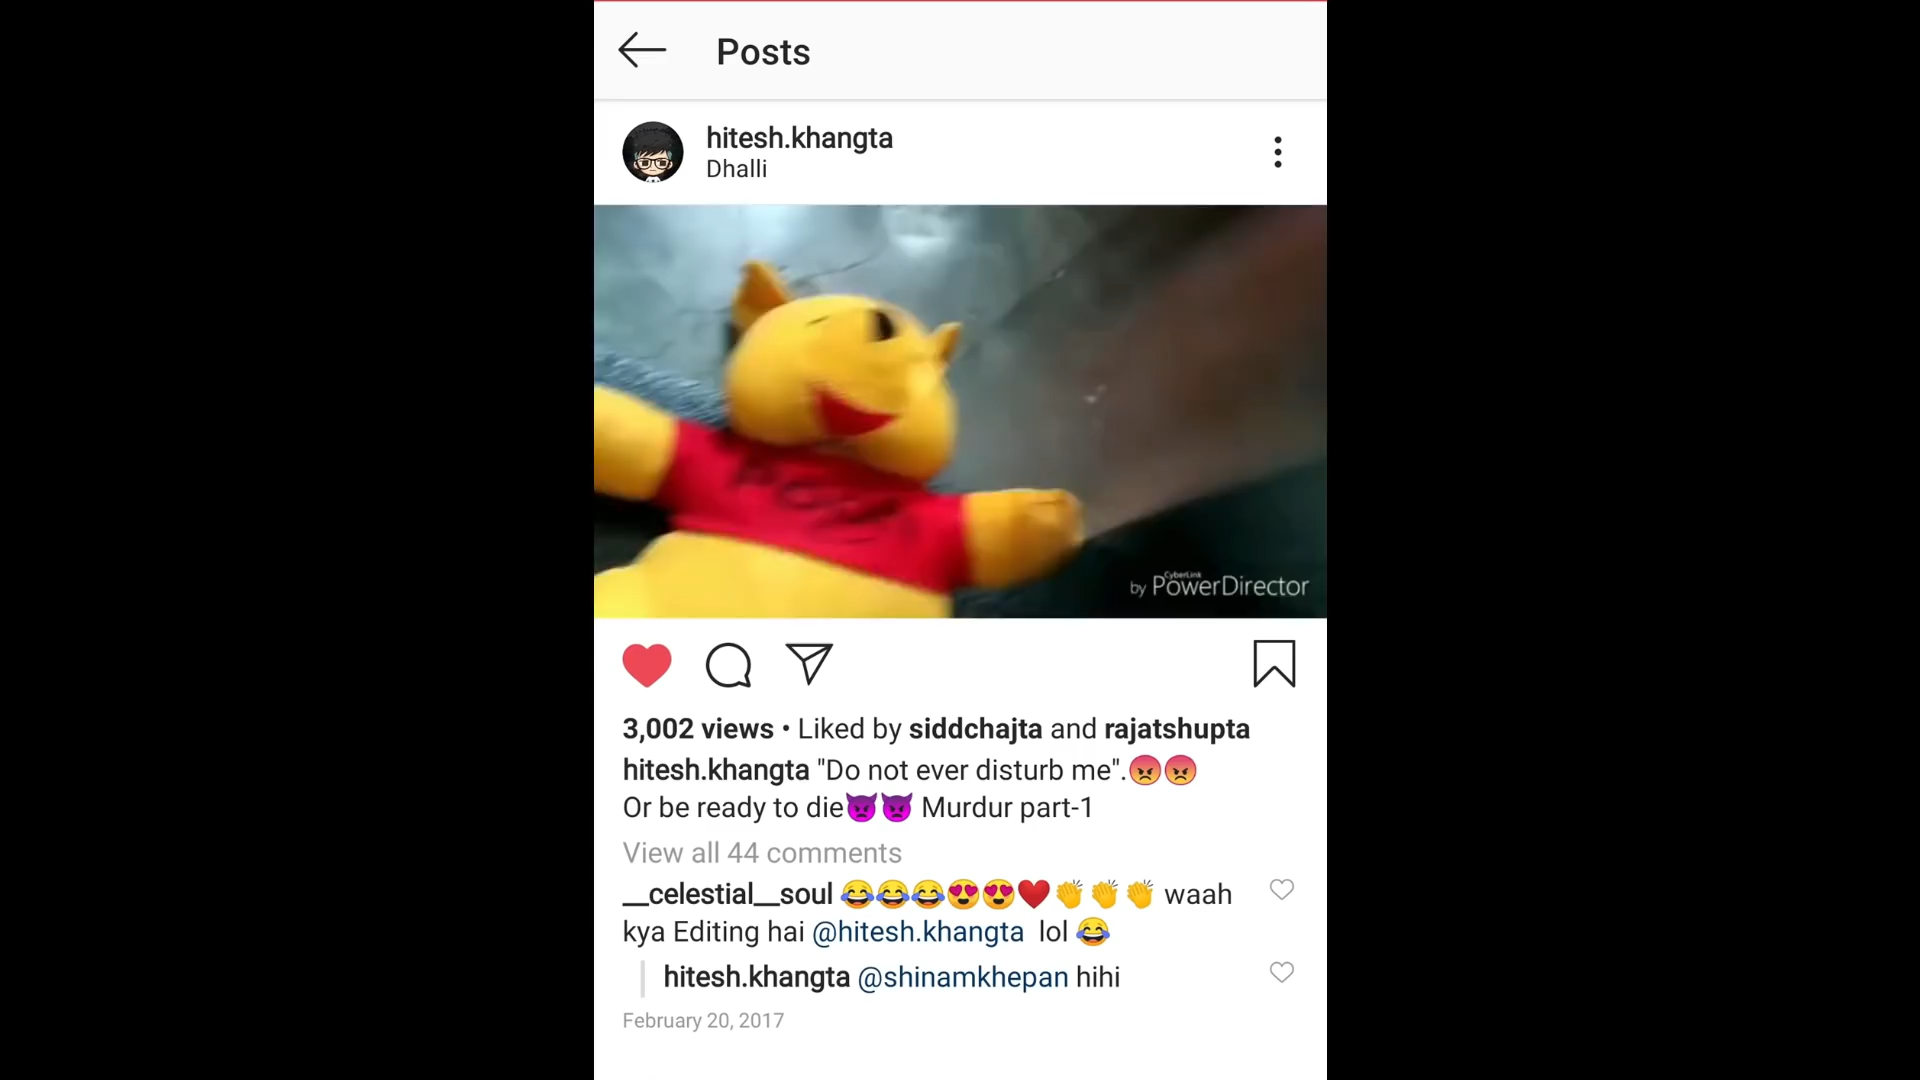 Posts
hitesh.khangta
Dhalli
CyberLink
by PowerDirector
3,002 views • Liked by siddchajta and rajatshupta
hitesh.khangta "Do not ever disturb me".😡😡
Or be ready to die👿👿 Murdur part-1
View all 44 comments
__celestial__soul 😂😂😂😍😍❤️👏👏👏 waah
kya Editing hai @hitesh.khangta lol 😂
hitesh.khangta @shinamkhepan hihi
February 20, 2017